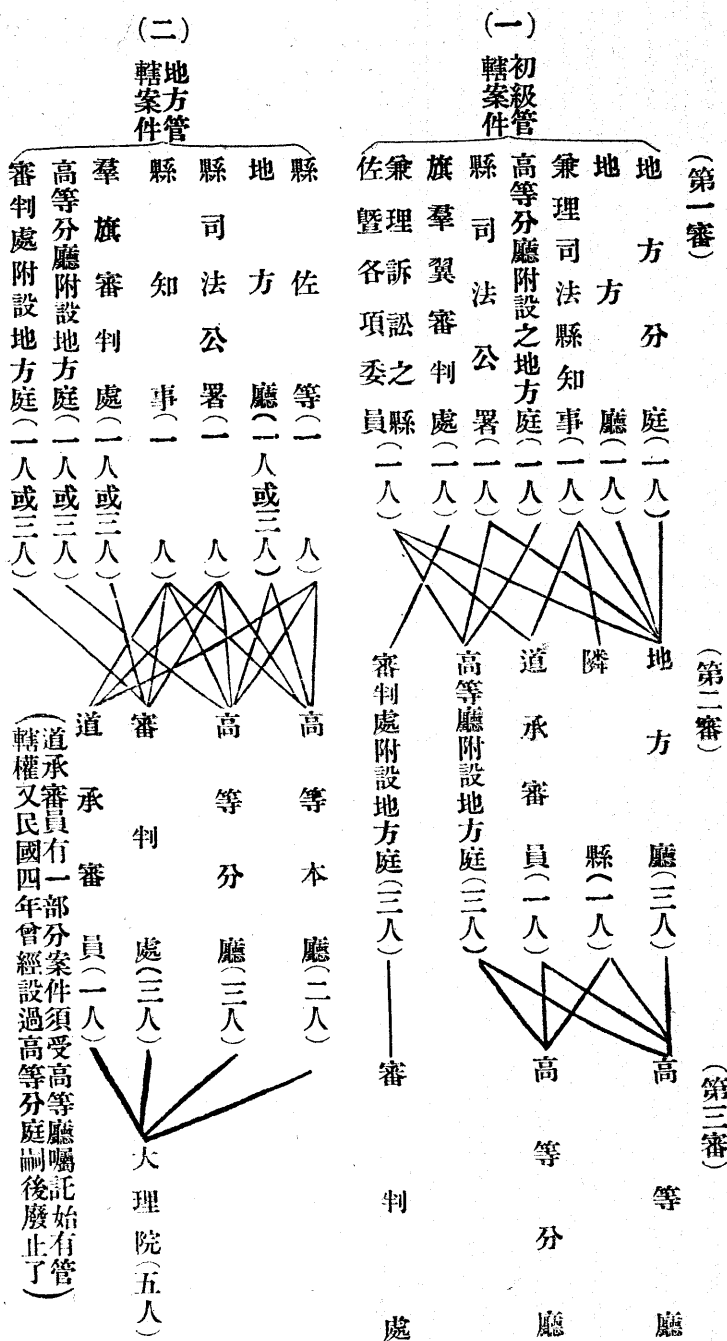 (第一審)
(第二審)
(第三審)
(一)
初級管
轄案件
地方分庭(一人)
地方廳(一人)
兼理司法縣知事(一人)
高等分廳附設之地方庭(一人)
縣司法公署(一人)
旗羣翼審判處(一人)
兼理訴訟之縣
佐曁各項委員(一人)
地方廳(三人)
隣縣(一人)
道承審員(一人)
高等廳附設地方庭(三人)
審判處附設地方庭(三人)
高等廳
高等分廳
審判處
(二)
地方管
轄案件
縣佐等(一人)
地方廳(一人或三人)
縣司法公署(一人)
縣知事(一人)
羣旗審判處(一人或三人)
高等分廳附設地方庭(一人或三人)
審判處附設地方庭(一人或三人)
高等本廳(二人)
高等分廳(三人)
審判處(三人)
道承審員(一人)
大理院(五人)
(道承審員有一部分案件須受高等廳囑託始有管
轄權又民國四年曾經設過高等分庭嗣後廢止了)